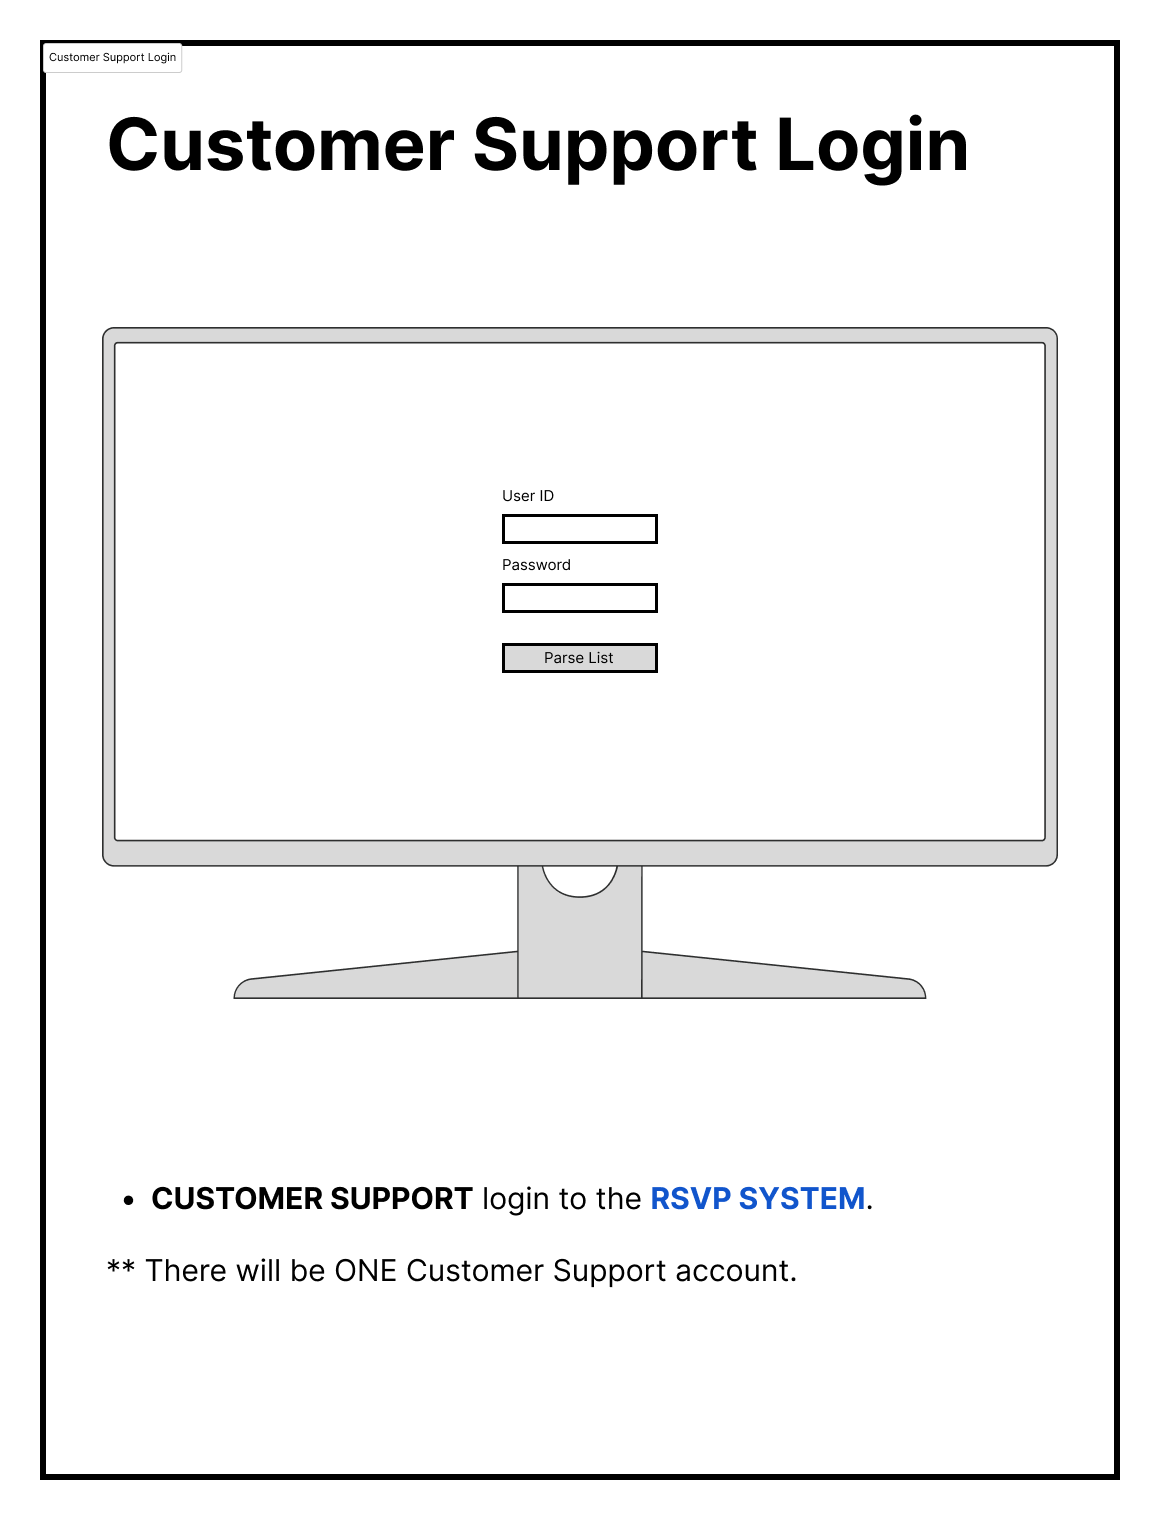 Customer Support Login
Customer Support Login
User ID
Password
Parse List
• CUSTOMER SUPPORT login to the RSVP SYSTEM.
** There will be ONE Customer Support account.